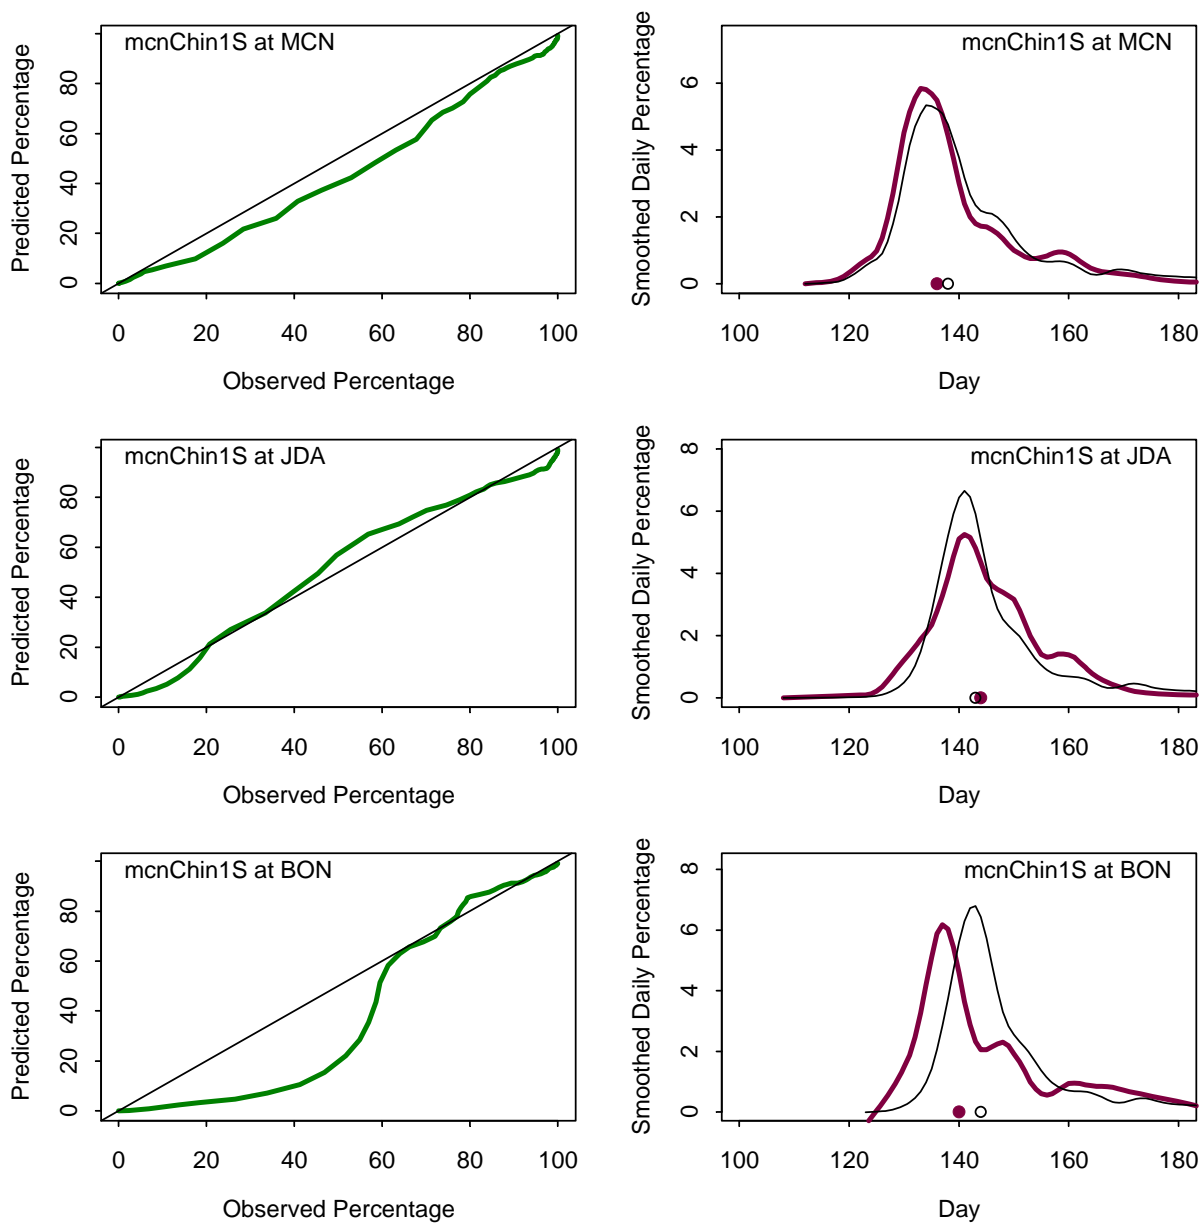 mcnChin1S at MCN
Predicted Percentage
0 20 40 60 80
0 20 40 60 80 100
Observed Percentage
mcnChin1S at MCN
Smoothed Daily Percentage
0 2 4 6
100 120 140 160 180
Day
mcnChin1S at JDA
Predicted Percentage
0 20 40 60 80
0 20 40 60 80 100
Observed Percentage
mcnChin1S at JDA
Smoothed Daily Percentage
0 2 4 6 8
100 120 140 160 180
Day
mcnChin1S at BON
Predicted Percentage
0 20 40 60 80
0 20 40 60 80 100
Observed Percentage
mcnChin1S at BON
Smoothed Daily Percentage
0 2 4 6 8
100 120 140 160 180
Day